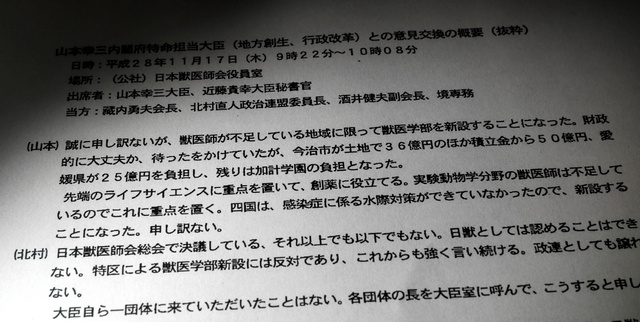 山本幸三内閣府特命担当大臣（地方創生、行政改革）との意見交換の概要（抜粋）
日時：平成２８年１１月１７日（木）９時２２分～１０時０８分
場所：（公社）日本獣医師会役員室
出席者：山本幸三大臣、近藤貴幸大臣秘書官
当方：藏内勇夫会長、北村直人政治連盟委員長、酒井健夫副会長、境専務
（山本）誠に申し訳ないが、獣医師が不足している地域に限って獣医学部を新設することになった。財政
的に大丈夫か、待ったをかけていたが、今治市が土地で３６億円のほか積立金から５０億円、愛
媛県が２５億円を負担し、残りは加計学園の負担となった。
先端のライフサイエンスに重点を置いて、創薬に役立てる。実験動物学分野の獣医師は不足して
いるのでこれに重点を置く。四国は、感染症に係る水際対策ができていなかったので、新設する
ことになった。申し訳ない。
（北村）日本獣医師会総会で決議している、それ以上でも以下でもない。日獣としては認めることはでき
ない。特区による獣医学部新設には反対であり、これからも強く言い続ける。政連としても譲れ
ない。
大臣自ら一団体に来ていただいたことはない。各団体の長を大臣室に呼んで、こうすると申し